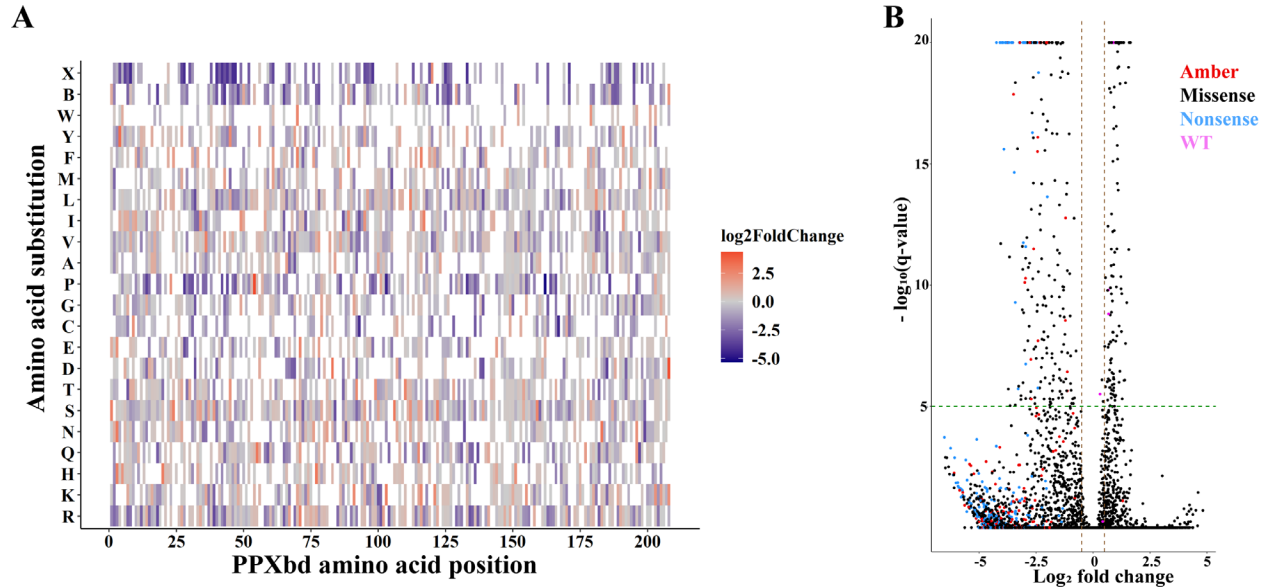 A
X
B
W
Y
F
M
L
I
V
A
P
G
C
E
D
T
S
N
Q
H
K
R
Amino acid substitution
0 25 50 75 100 125 150 175 200
PPXbd amino acid position
log2FoldChange
2.5
0.0
-2.5
-5.0
B
20
15
10
5
- log₁₀(q-value)
Amber
Missense
Nonsense
WT
-5 -2.5 0 2.5 5
Log₂ fold change